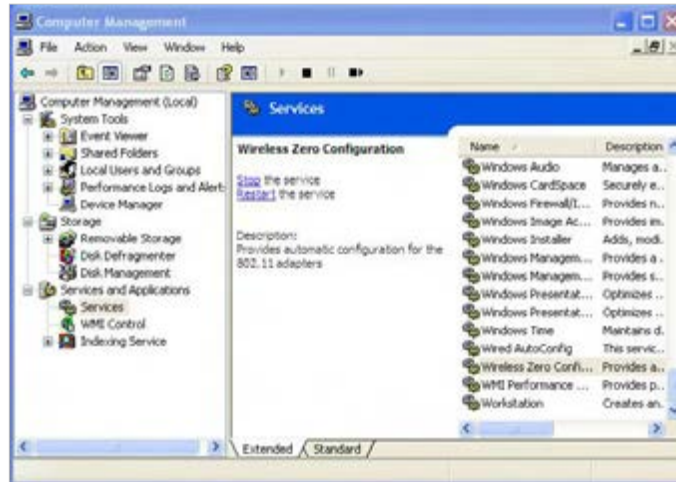 Computer Management
File Action View Window Help
Computer Management (Local)
System Tools
Event Viewer
Shared Folders
Local Users and Groups
Performance Logs and Alert
Device Manager
Storage
Removable Storage
Disk Defragmenter
Disk Management
Services and Applications
Services
WMI Control
Indexing Service
Services
Wireless Zero Configuration
Stop the service
Restart the service
Description:
Provides automatic configuration for the
802.11 adapters
Name Description
Windows Audio Manages a..
Windows CardSpace Securely e..
Windows Firewall/I... Provides n..
Windows Image Ac... Provides im.
Windows Installer Adds, modi.
Windows Managem... Provides a .
Windows Managem... Provides s..
Windows Presentat... Optimizes ..
Windows Presentat... Optimizes ..
Windows Time Maintains d.
Wired AutoConfig This servic..
Wireless Zero Confi... Provides a..
WMI Performance ... Provides p..
Workstation Creates an.
Extended Standard